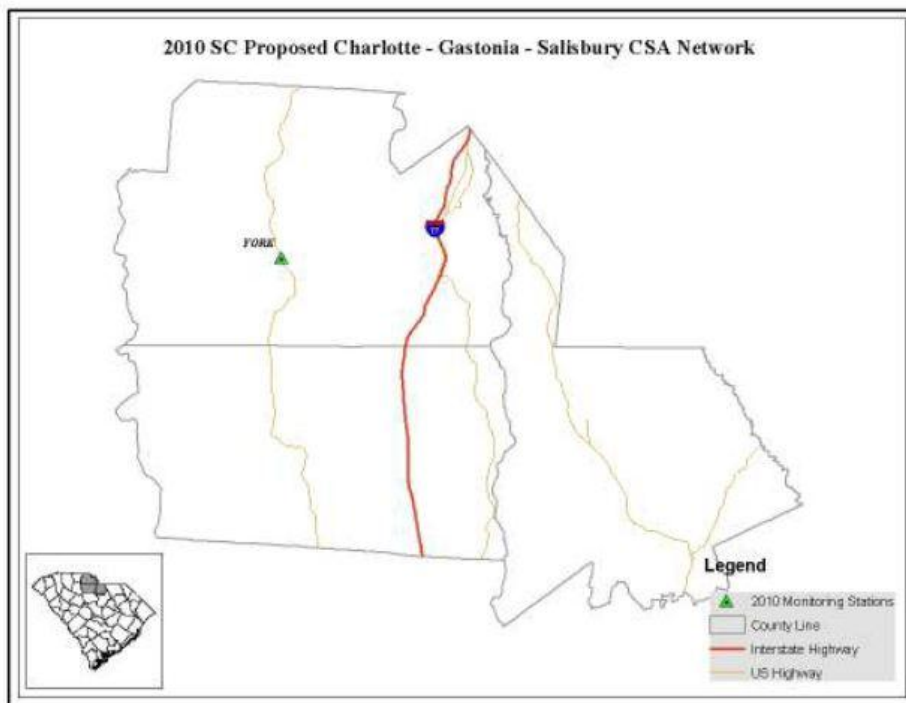 2010 SC Proposed Charlotte - Gastonia - Salisbury CSA Network
YORK
77
Legend
2010 Monitoring Stations
County Line
Interstate Highway
US Highway